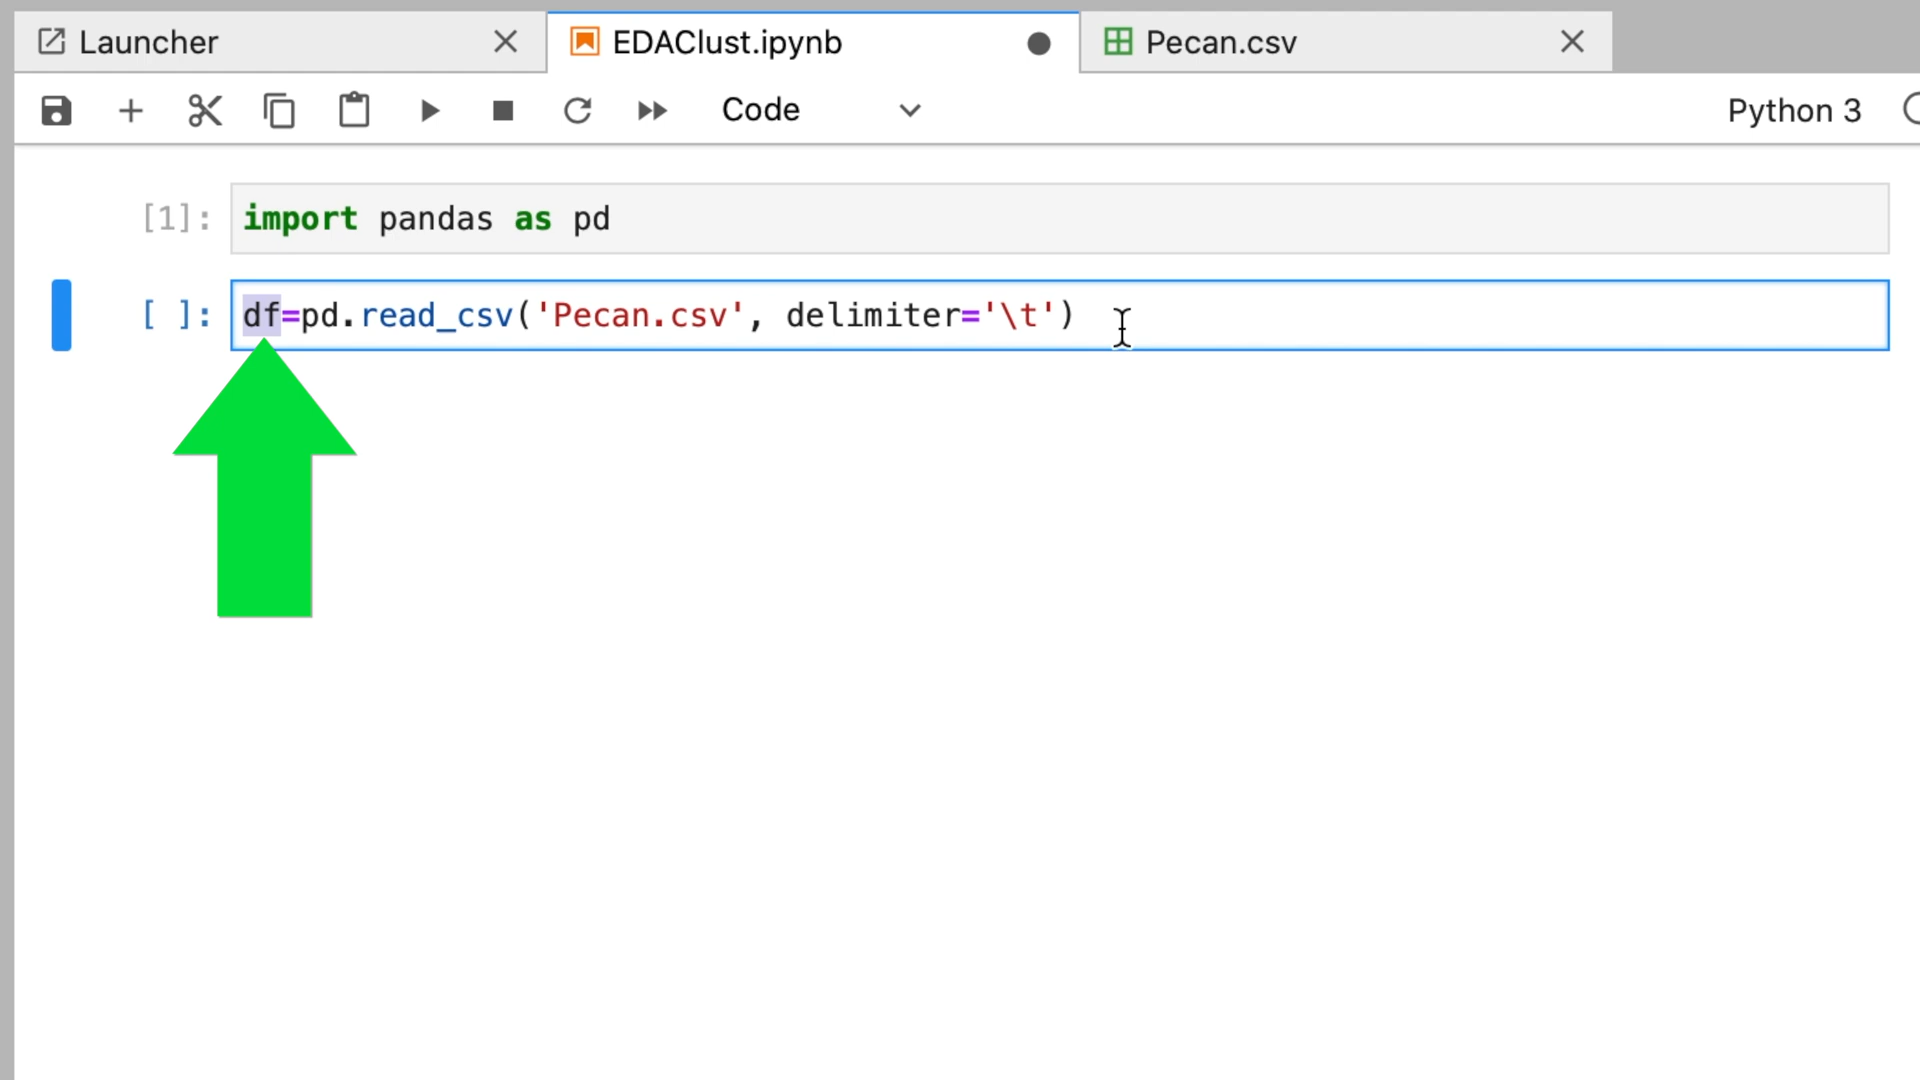 Launcher
EDAClust.ipynb
Pecan.csv
Code
Python 3
[1]: import pandas as pd
[ ]: df=pd.read_csv('Pecan.csv', delimiter='\t')